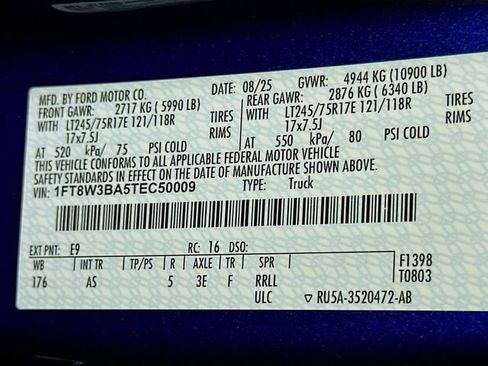 MFD. BY FORD MOTOR CO. DATE: 08/25 GVWR: 4944 KG (10900 LB)
FRONT GAWR: 2717 KG (5990 LB) REAR GAWR: 2876 KG (6340 LB)
WITH LT245/75R17E 121/118R TIRES WITH LT245/75R17E 121/118R TIRES
17x7.5J RIMS 17x7.5J RIMS
AT 520 kPa/ 75 PSI COLD AT 550 kPa/ 80 PSI COLD
THIS VEHICLE CONFORMS TO ALL APPLICABLE FEDERAL MOTOR VEHICLE
SAFETY STANDARDS IN EFFECT ON THE DATE OF MANUFACTURE SHOWN ABOVE.
VIN: 1FT8W3BA5TEC50009 TYPE: Truck
EXT PNT: E9 RC: 16 DSO:
WB INT TR TP/PS R AXLE TR SPR F1398
176 AS 5 3E F RRLL T0803
ULC ▽ RU5A-3520472-AB